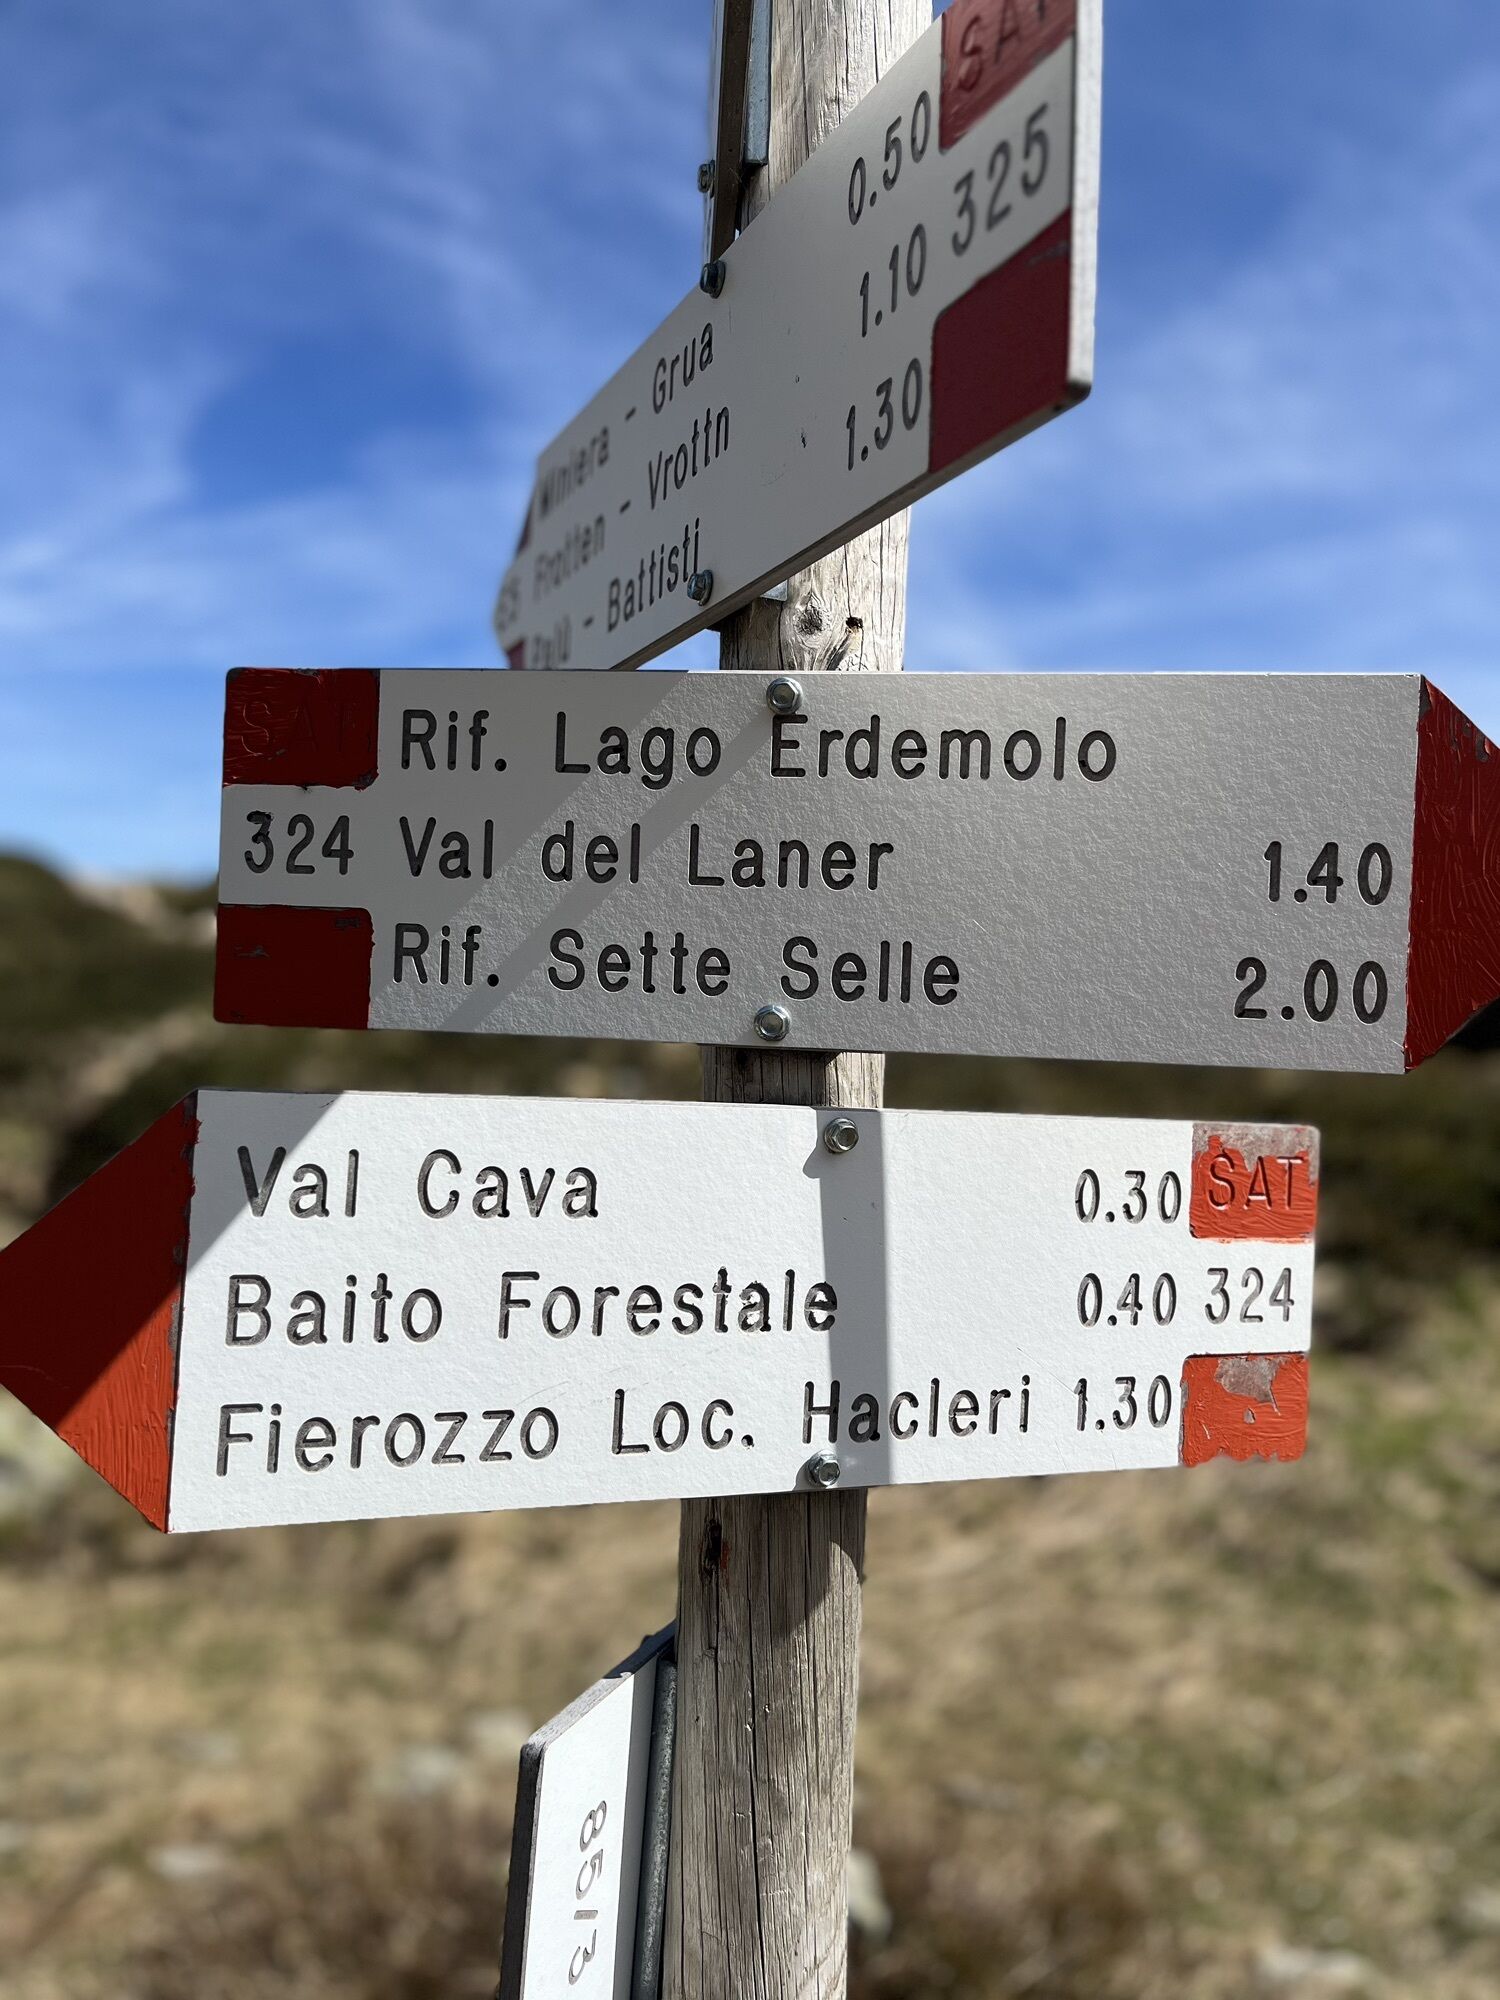 SAT
0.50
1.10 325
1.30
Miniera - Grua
325 Frotten - Vrottn
Palù - Battisti
SAT Rif. Lago Erdemolo
324 Val del Laner 1.40
Rif. Sette Selle 2.00
Val Cava 0.30 SAT
Baito Forestale 0.40 324
Fierozzo Loc. Hacleri 1.30
8513